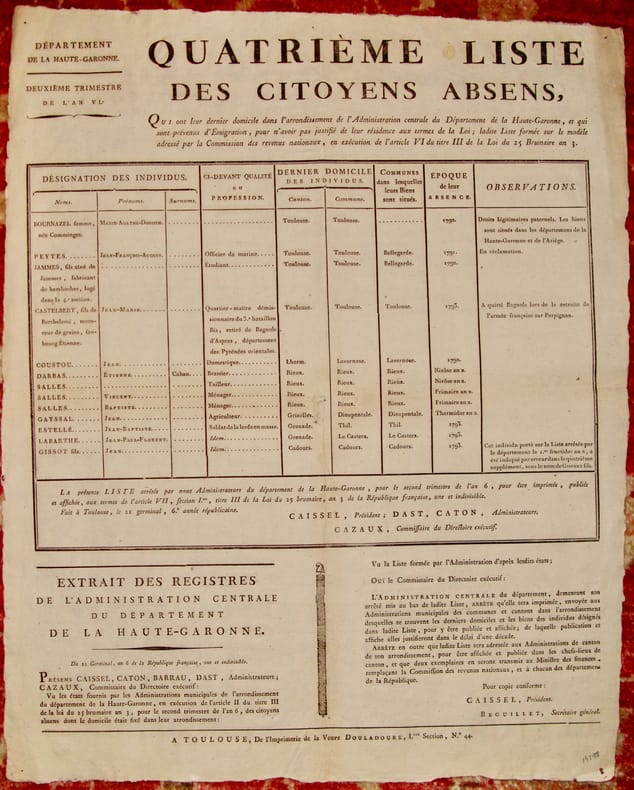 DÉPARTEMENT
DE LA HAUTE-GARONNE.
DEUXIÈME TRIMESTRE
DE L'AN VI.
QUATRIÈME LISTE
DES CITOYENS ABSENS,
Qui ont leur dernier domicile dans l'arrondissement de l'Administration centrale du Département de la Haute-Garonne, et qui
sont prévenus d'Émigration, pour n'avoir pas justifié de leur résidence aux termes de la Loi; ladite Liste formée sur le modèle
adressé par la Commission des revenus nationaux, en exécution de l'article VI du titre III de la Loi du 25 Brumaire an 3.
DÉSIGNATION DES INDIVIDUS. CI-DEVANT QUALITÉ OU PROFESSION. DERNIER DOMICILE DES INDIVIDUS. COMMUNES dans lesquelles leurs Biens sont situés. ÉPOQUE de leur ABSENCE. OBSERVATIONS.
Noms. Prénoms. Surnoms. Canton. Commune.
BOURNAZEL femme, Marie-Agathe-Dorothée. Toulouse. Toulouse. 1792. Droits légitimaires paternels. Les biens
née Comminges. sont situés dans les départemens de la
Haute-Garonne et de l'Ariége.
PEYTES. Jean-François-Auguste. Officier de marine. Toulouse. Toulouse. Bellegarde. 1791. En réclamation.
JAMMES, fils aîné de Étudiant. Toulouse. Toulouse. Bellegarde. 1792.
Jammes, fabricant
de bamboches, logé
dans la 4.e section.
CASTELBERT, fils de Jean-Marie. Quartier-maître démis- Toulouse. Toulouse. Toulouse. 1793. A quitté Bagnols lors de la retraite de
Barthelemi, mesu- sionnaire du 5.e bataillon l'armée française sur Perpignan.
reur de grains, fau- Bis, retiré de Bagnols
bourg Étienne. d'Aspres, département
des Pyrénées orientales.
COUSTOU. Jean. Domestique. Lherm. Lavernose. Lavernose. 1792.
DARBAS. Étienne. Cabau. Brassier. Rieux. Rieux. Rieux. Nivôse an 2.
SALLES. Tailleur. Rieux. Rieux. Rieux. Nivôse an 2.
SALLES. Vincent. Ménager. Rieux. Rieux. Rieux. Frimaire an 2.
SALLES. Baptiste. Ménager. Rieux. Rieux. Rieux. Frimaire an 2.
GAYSSAL. Jean. Agriculteur. Grisolles. Dieupentale. Dieupentale. Thermidor an 2.
ESTELLÉ. Jean-Baptiste. Soldat de la levée en masse. Grenade. Thil. Thil. 1793.
LABARTHE. Jean-Paul-Florent. Idem. Grenade. Le Castera. Le Castera. 1793.
GISSOT fils. Jean. Idem. Cadours. Cadours. Cadours. 1793. Cet individu porté sur la Liste arrêtée par
le département le 1.er fructidor an 2, a
été indiqué par erreur dans le quatrième
supplément, sous le nom de
LA présente LISTE arrêtée par nous Administrateurs du département de la Haute-Garonne, pour le second trimestre de l'an 6, pour être imprimée, publiée
et affichée, aux termes de l'article VII, section I.ere, titre III de la Loi du 25 brumaire, an 3 de la République française, une et indivisible.
Fait à Toulouse, le 21 germinal, 6.e année républicaine.
CAISSEL, Président; DAST, CATON, Administrateurs.
CAZAUX, Commissaire du Directoire exécutif.
EXTRAIT DES REGISTRES
DE L'ADMINISTRATION CENTRALE
DU DÉPARTEMENT
DE LA HAUTE-GARONNE.
Du 21 Germinal, an 6 de la République française, une et indivisible.
PRÉSENS CAISSEL, CATON, BARRAU, DAST, Administrateurs;
CAZAUX, Commissaire du Directoire exécutif:
Vu les états fournis par les Administrations municipales de l'arrondissement
du département de la Haute-Garonne, en exécution de l'article II du titre III
de la loi du 25 brumaire an 3, pour le second trimestre de l'an 6, des citoyens
absens dont le domicile était fixé dans leur arrondissement:
Vu la Liste formée par l'Administration d'après lesdits états;
Oui le Commissaire du Directoire exécutif:
L'ADMINISTRATION CENTRALE du département, demeurant son
arrêté mis au bas de ladite Liste, ARRÊTE qu'elle sera imprimée, envoyée aux
Administrations municipales des communes et cantons dans l'arrondissement
desquelles se trouvent les derniers domiciles et les biens des individus désignés
dans ladite Liste, pour y être publiée et affichée; de laquelle publication et
affiche elles justifieront dans le délai d'une décade.
ARRÊTE en outre que ladite Liste sera adressée aux Administrations de canton
de son arrondissement, pour être affichée et publiée dans les chefs-lieux de
canton, et que deux exemplaires en seront transmis au Ministre des finances,
remplaçant la Commission des revenus nationaux, et à chacun des départemens
de la République.
Pour copie conforme:
CAISSEL, Président.
BEGUILLET, Secrétaire général.
A TOULOUSE, De l'Imprimerie de la Veuve DOULADOURE, I.ere Section, N.° 44.